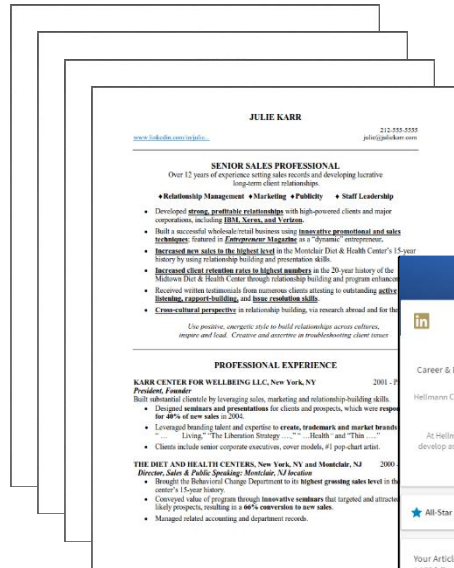 JULIE KARR
212-555-5555
www.linkedin.com/in/julie...
julie@juliekarr.com
SENIOR SALES PROFESSIONAL
Over 12 years of experience setting sales records and developing lucrative
long-term client relationships.
♦Relationship Management ♦Marketing ♦Publicity ♦ Staff Leadership
• Developed strong, profitable relationships with high-powered clients and major
corporations, including IBM, Xerox, and Verizon.
• Built a successful wholesale/retail business using innovative promotional and sales
techniques; featured in Entrepreneur Magazine as a "dynamic" entrepreneur,
• Increased new sales to the highest level in the Montclair Diet & Health Center's 15-year
history by using relationship building and presentation skills.
• Increased client retention rates to highest numbers in the 20-year history of the
Midtown Diet & Health Center through relationship building and program enhancem
• Received written testimonials from numerous clients attesting to outstanding active
listening, rapport-building, and issue resolution skills.
• Cross-cultural perspective in relationship building, via research abroad and for the
Use positive, energetic style to build relationships across cultures,
inspire and lead. Creative and assertive in troubleshooting client issues
PROFESSIONAL EXPERIENCE
KARR CENTER FOR WELLBEING LLC, New York, NY 2001 - P
President, Founder
Built substantial clientele by leveraging sales, marketing and relationship-building skills.
• Designed seminars and presentations for clients and prospects, which were respon
for 40% of new sales in 2004.
• Leveraged branding talent and expertise to create, trademark and market brands
" ... Living," "The Liberation Strategy ....," " ...Health " and "Thin ....."
• Clients include senior corporate executives, cover models, #1 pop-chart artist.
THE DIET AND HEALTH CENTERS, New York, NY and Montclair, NJ 2000 -
Director, Sales & Public Speaking: Montclair, NJ location
• Brought the Behavioral Change Department to its highest grossing sales level in the
center's 15-year history.
• Conveyed value of program through innovative seminars that targeted and attracted
likely prospects, resulting in a 66% conversion to new sales.
• Managed related accounting and department records.
in
Career &
Hellmann C
At Hellm
develop a
All-Star
Your Articl